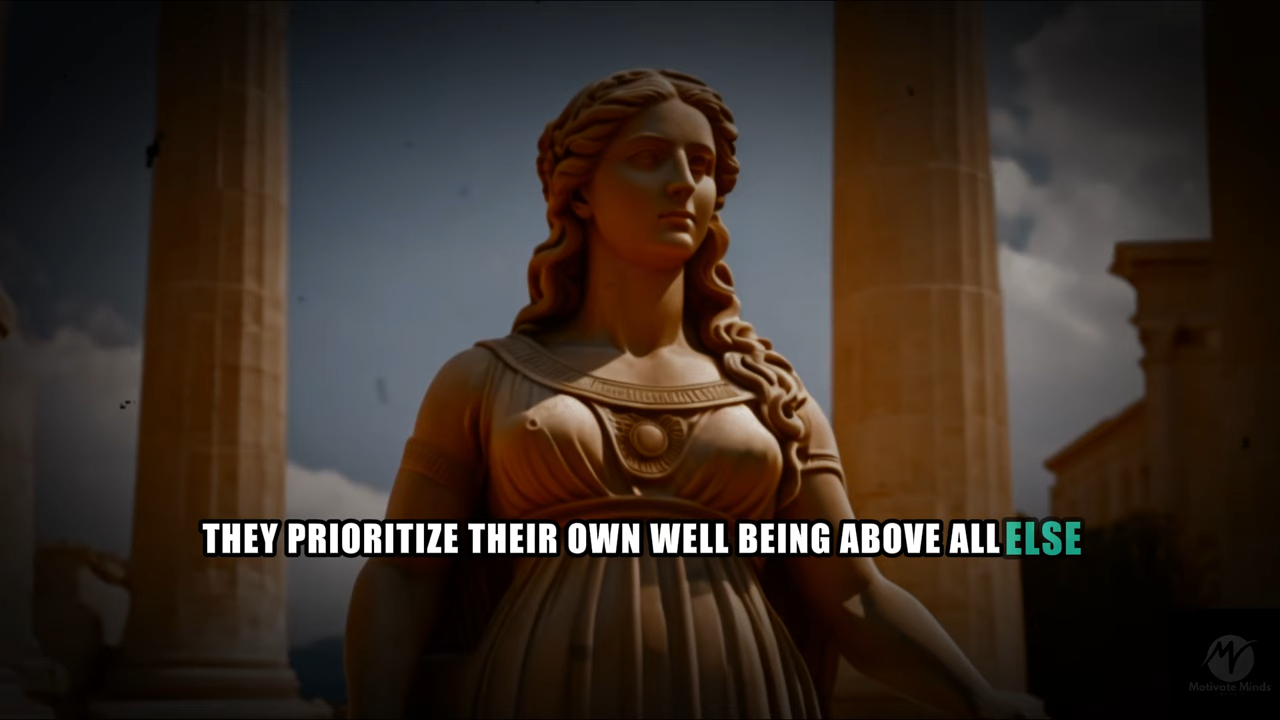 THEY PRIORITIZE THEIR OWN WELL BEING ABOVE ALL ELSE
Motivate Minds